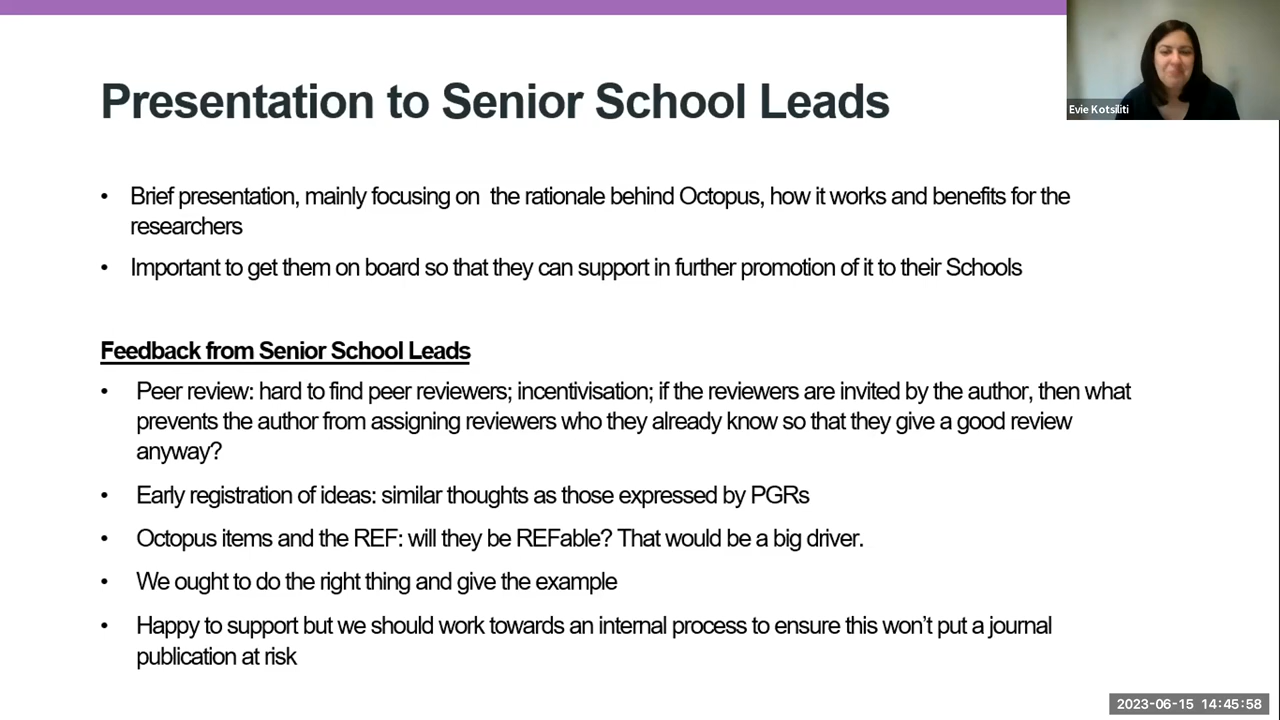 Presentation to Senior School Leads
Evie Kotsiliti
• Brief presentation, mainly focusing on the rationale behind Octopus, how it works and benefits for the
researchers
• Important to get them on board so that they can support in further promotion of it to their Schools
Feedback from Senior School Leads
• Peer review: hard to find peer reviewers; incentivisation; if the reviewers are invited by the author, then what
prevents the author from assigning reviewers who they already know so that they give a good review
anyway?
• Early registration of ideas: similar thoughts as those expressed by PGRs
• Octopus items and the REF: will they be REFable? That would be a big driver.
• We ought to do the right thing and give the example
• Happy to support but we should work towards an internal process to ensure this won't put a journal
publication at risk
2023-06-15 14:45:58